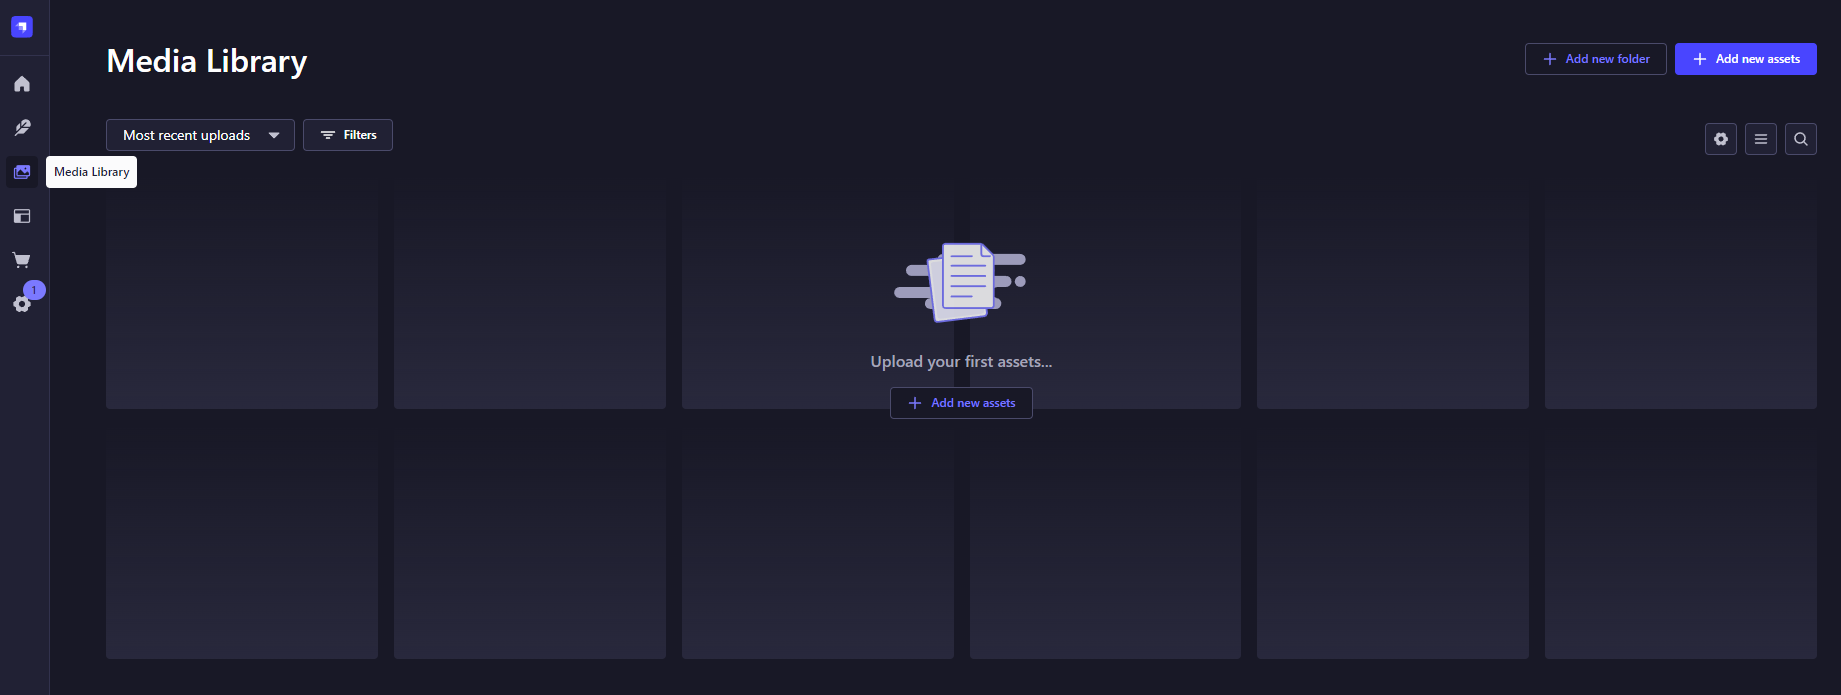 Media Library
Add new folder
Add new assets
Most recent uploads
Filters
Media Library
1
Upload your first assets...
Add new assets